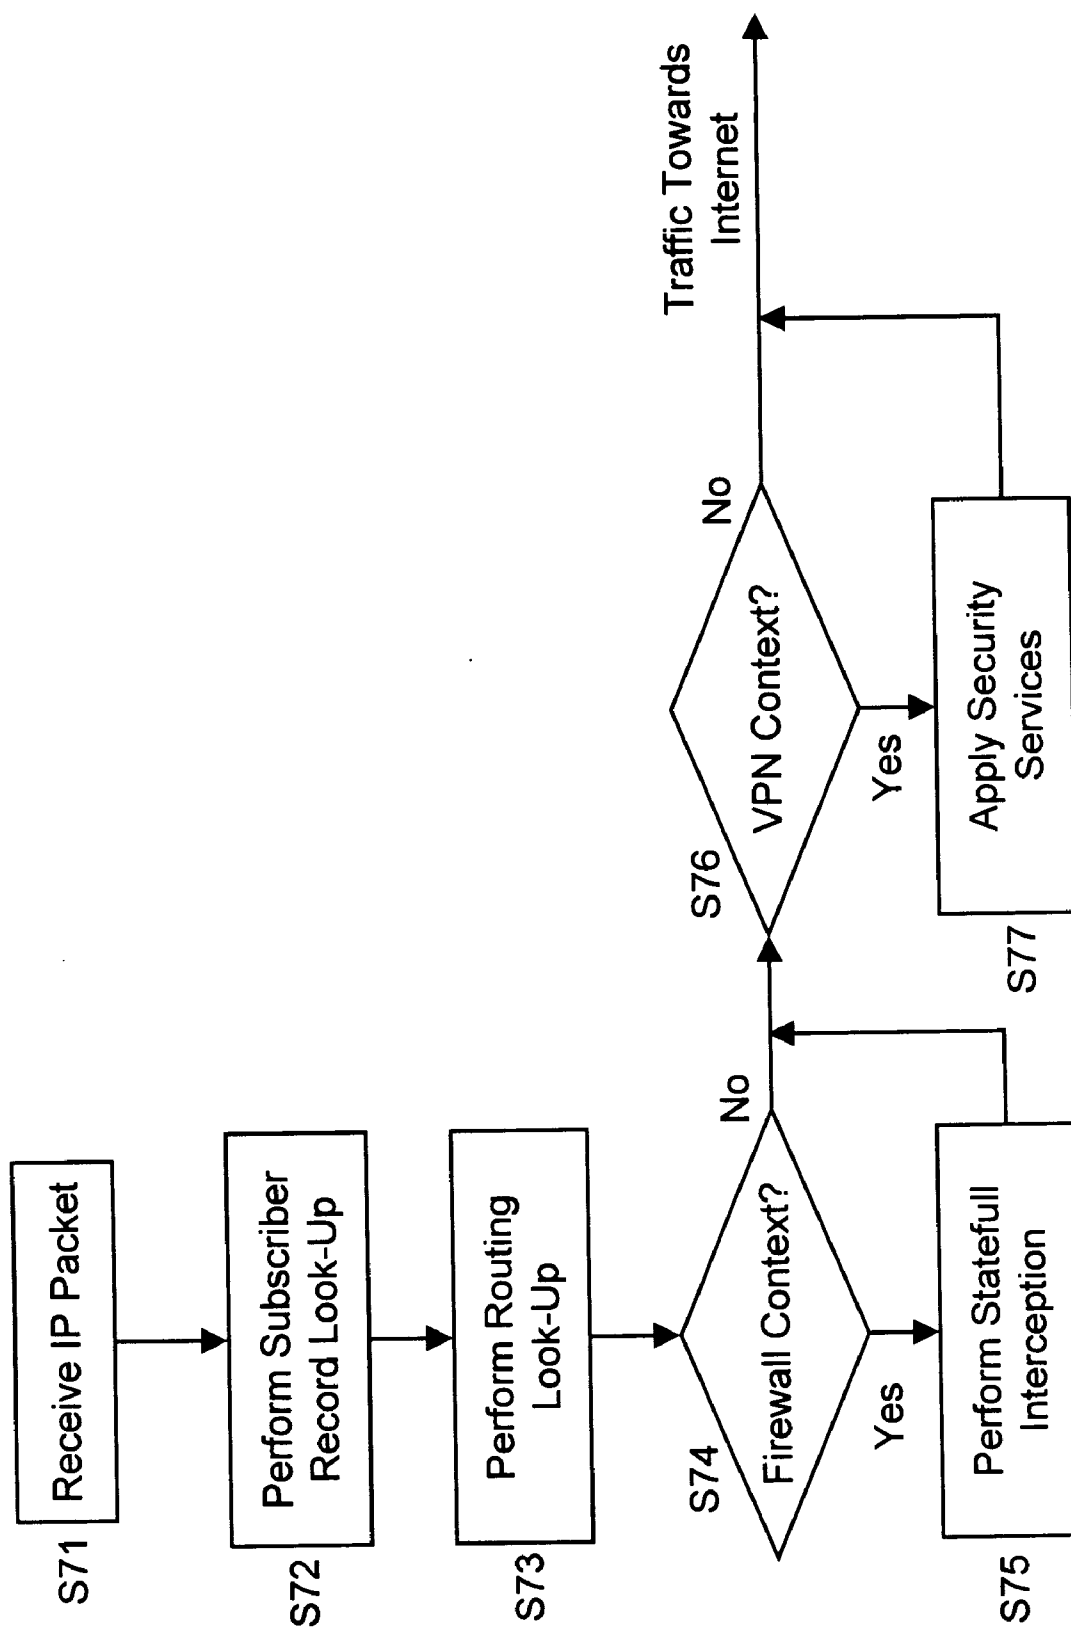 S71
Receive IP Packet
S72
Perform Subscriber
Record Look-Up
S73
Perform Routing
Look-Up
S74
Firewall Context?
No
Yes
S75
Perform Statefull
Interception
S76
VPN Context?
No
Yes
S77
Apply Security
Services
Traffic Towards
Internet